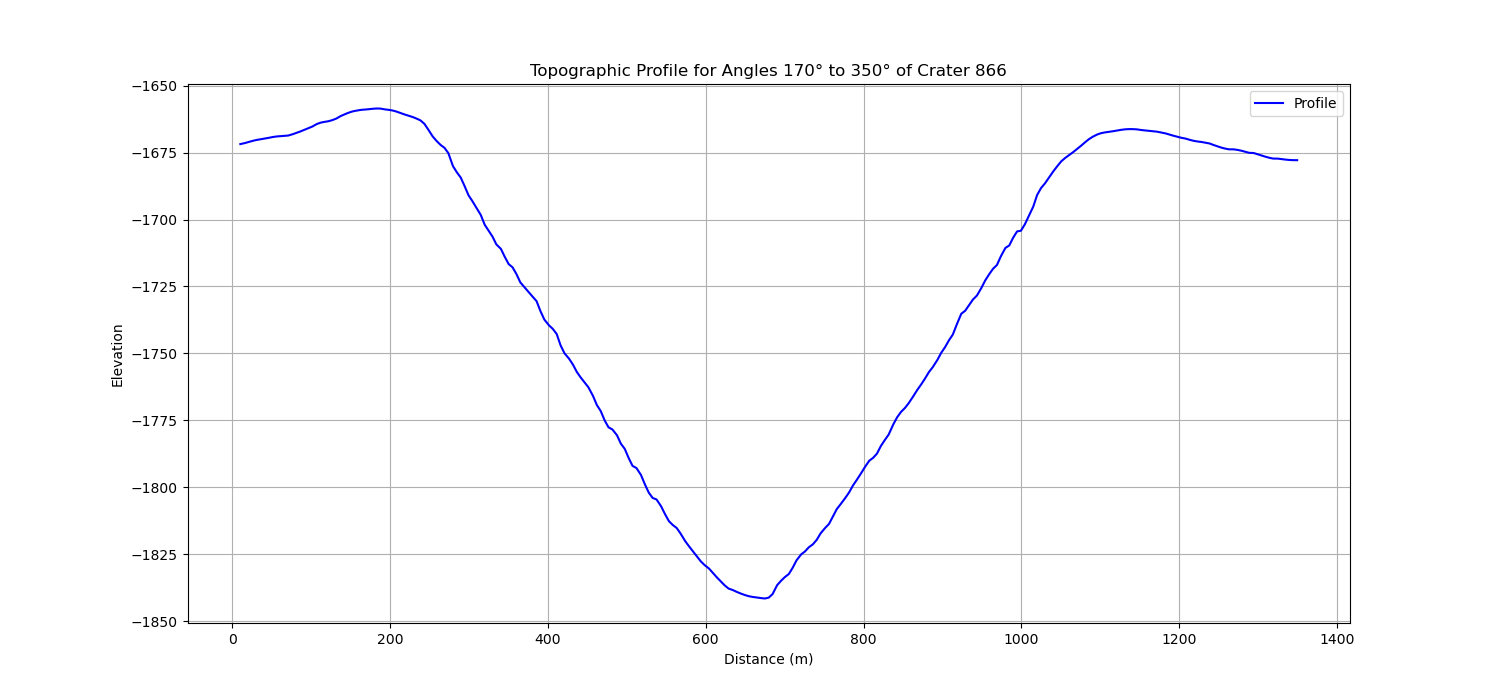 Topographic Profile for Angles 170° to 350° of Crater 866
Profile
Elevation
−1650
−1675
−1700
−1725
−1750
−1775
−1800
−1825
−1850
0 200 400 600 800 1000 1200 1400
Distance (m)